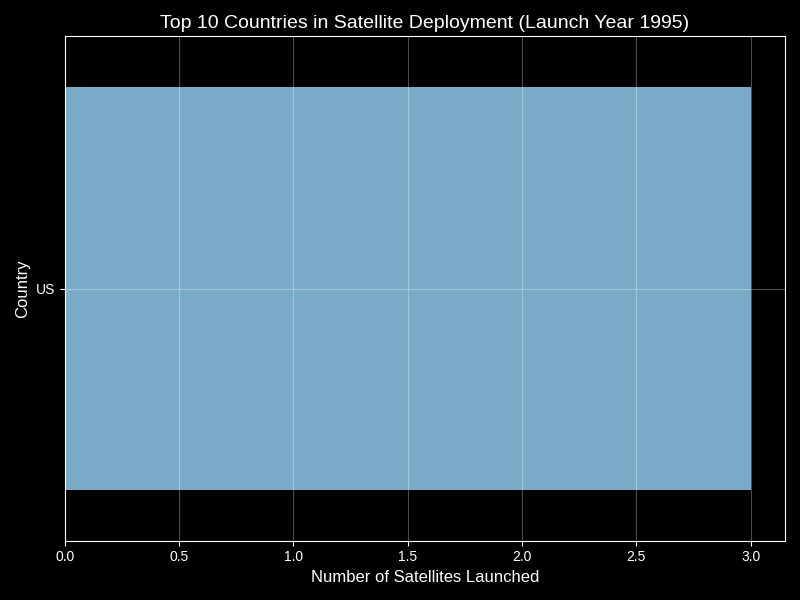 Top 10 Countries in Satellite Deployment (Launch Year 1995)
Country
US
0.0 0.5 1.0 1.5 2.0 2.5 3.0
Number of Satellites Launched